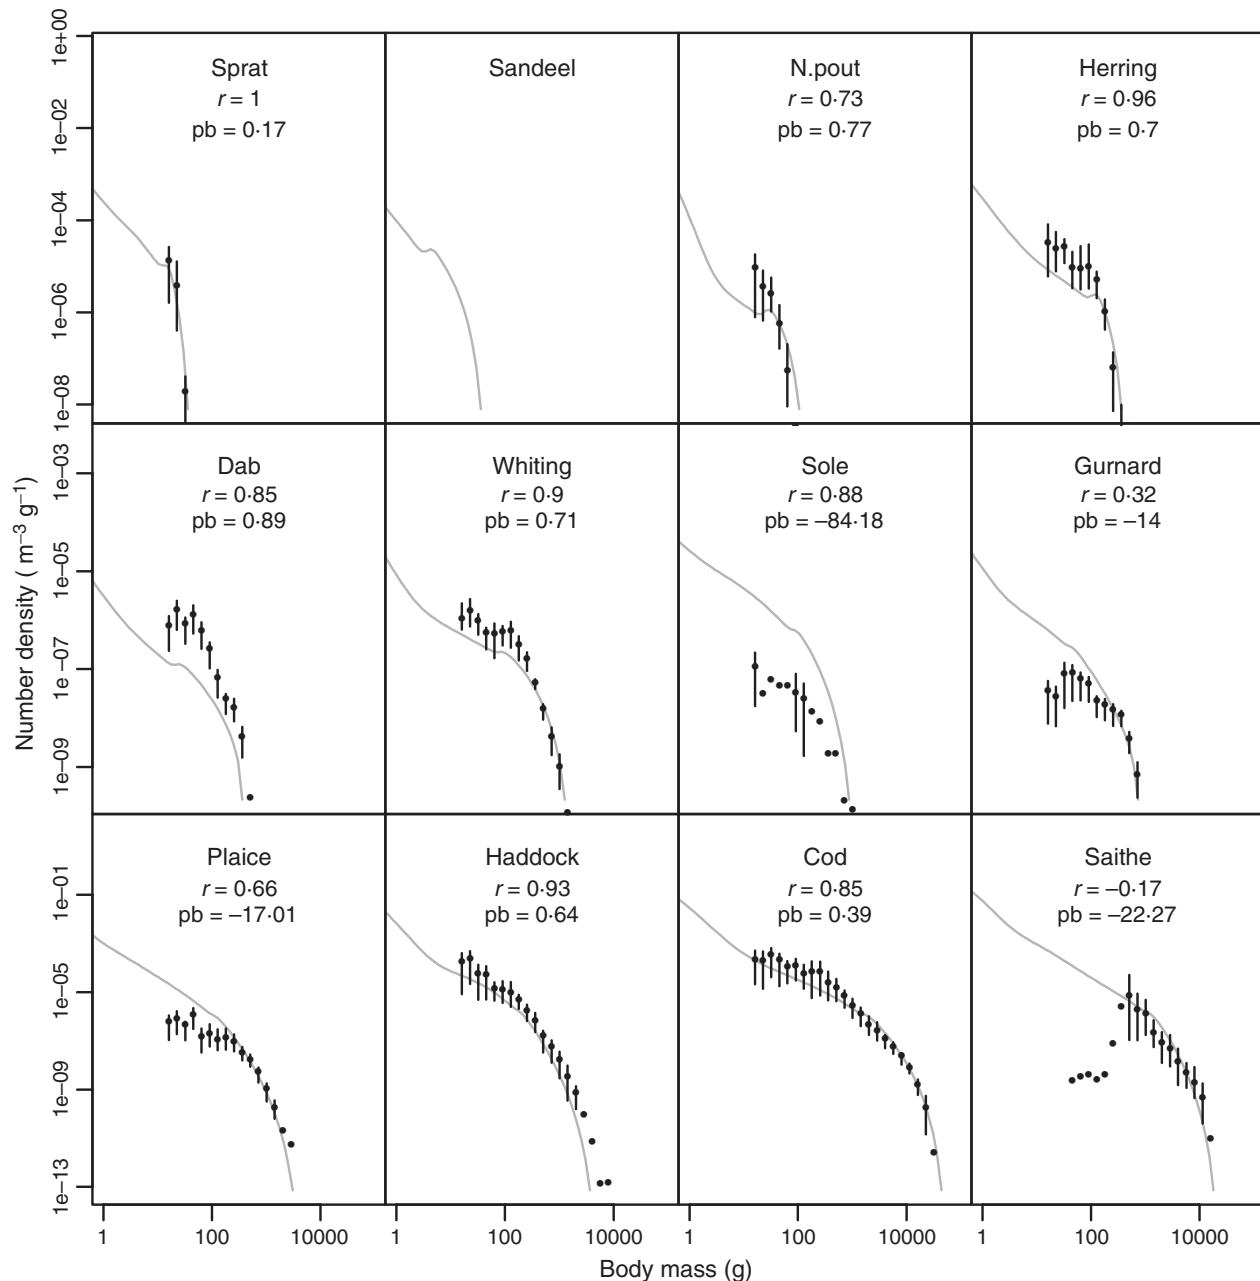 1e+00
1e−02
1e−04
1e−06
1e−08
Sprat
r = 1
pb = 0·17
Sandeel
N.pout
r = 0·73
pb = 0·77
Herring
r = 0·96
pb = 0·7
Number density ( m−3 g−1)
1e−03
1e−05
1e−07
1e−09
Dab
r = 0·85
pb = 0·89
Whiting
r = 0·9
pb = 0·71
Sole
r = 0·88
pb = −84·18
Gurnard
r = 0·32
pb = −14
1e−01
1e−05
1e−09
1e−13
Plaice
r = 0·66
pb = −17·01
Haddock
r = 0·93
pb = 0·64
Cod
r = 0·85
pb = 0·39
Saithe
r = −0·17
pb = −22·27
1 100 10000 1 100 10000 1 100 10000 1 100 10000
Body mass (g)